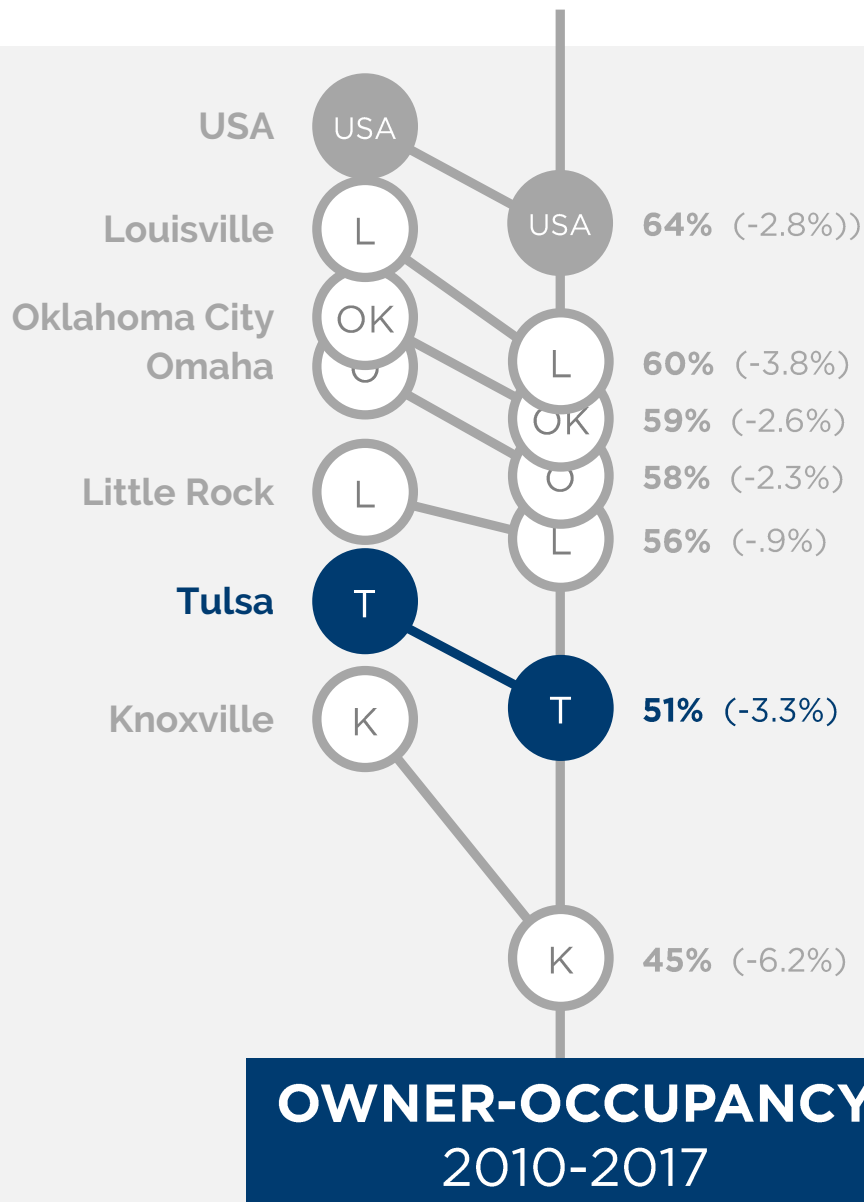 USA USA
USA 64% (-2.8%))
Louisville L
Oklahoma City OK
L 60% (-3.8%)
Omaha O
OK 59% (-2.6%)
O 58% (-2.3%)
Little Rock L
L 56% (-.9%)
Tulsa T
T 51% (-3.3%)
Knoxville K
K 45% (-6.2%)
OWNER-OCCUPANCY
2010-2017